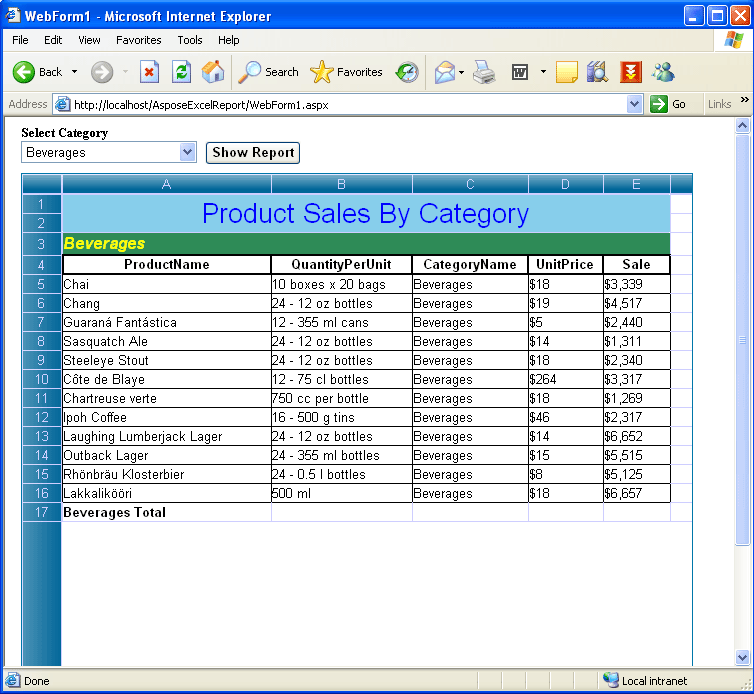 WebForm1 - Microsoft Internet Explorer
File Edit View Favorites Tools Help
Back Search Favorites W
Address http://localhost/AsposeExcelReport/WebForm1.aspx Go Links »
Select Category
Beverages Show Report
A B C D E
1
Product Sales By Category
2
3 Beverages
4 ProductName QuantityPerUnit CategoryName UnitPrice Sale
5 Chai 10 boxes x 20 bags Beverages $18 $3,339
6 Chang 24 - 12 oz bottles Beverages $19 $4,517
7 Guaraná Fantástica 12 - 355 ml cans Beverages $5 $2,440
8 Sasquatch Ale 24 - 12 oz bottles Beverages $14 $1,311
9 Steeleye Stout 24 - 12 oz bottles Beverages $18 $2,340
10 Côte de Blaye 12 - 75 cl bottles Beverages $264 $3,317
11 Chartreuse verte 750 cc per bottle Beverages $18 $1,269
12 Ipoh Coffee 16 - 500 g tins Beverages $46 $2,317
13 Laughing Lumberjack Lager 24 - 12 oz bottles Beverages $14 $6,652
14 Outback Lager 24 - 355 ml bottles Beverages $15 $5,515
15 Rhönbräu Klosterbier 24 - 0.5 l bottles Beverages $8 $5,125
16 Lakkalikööri 500 ml Beverages $18 $6,657
17 Beverages Total
Done Local intranet